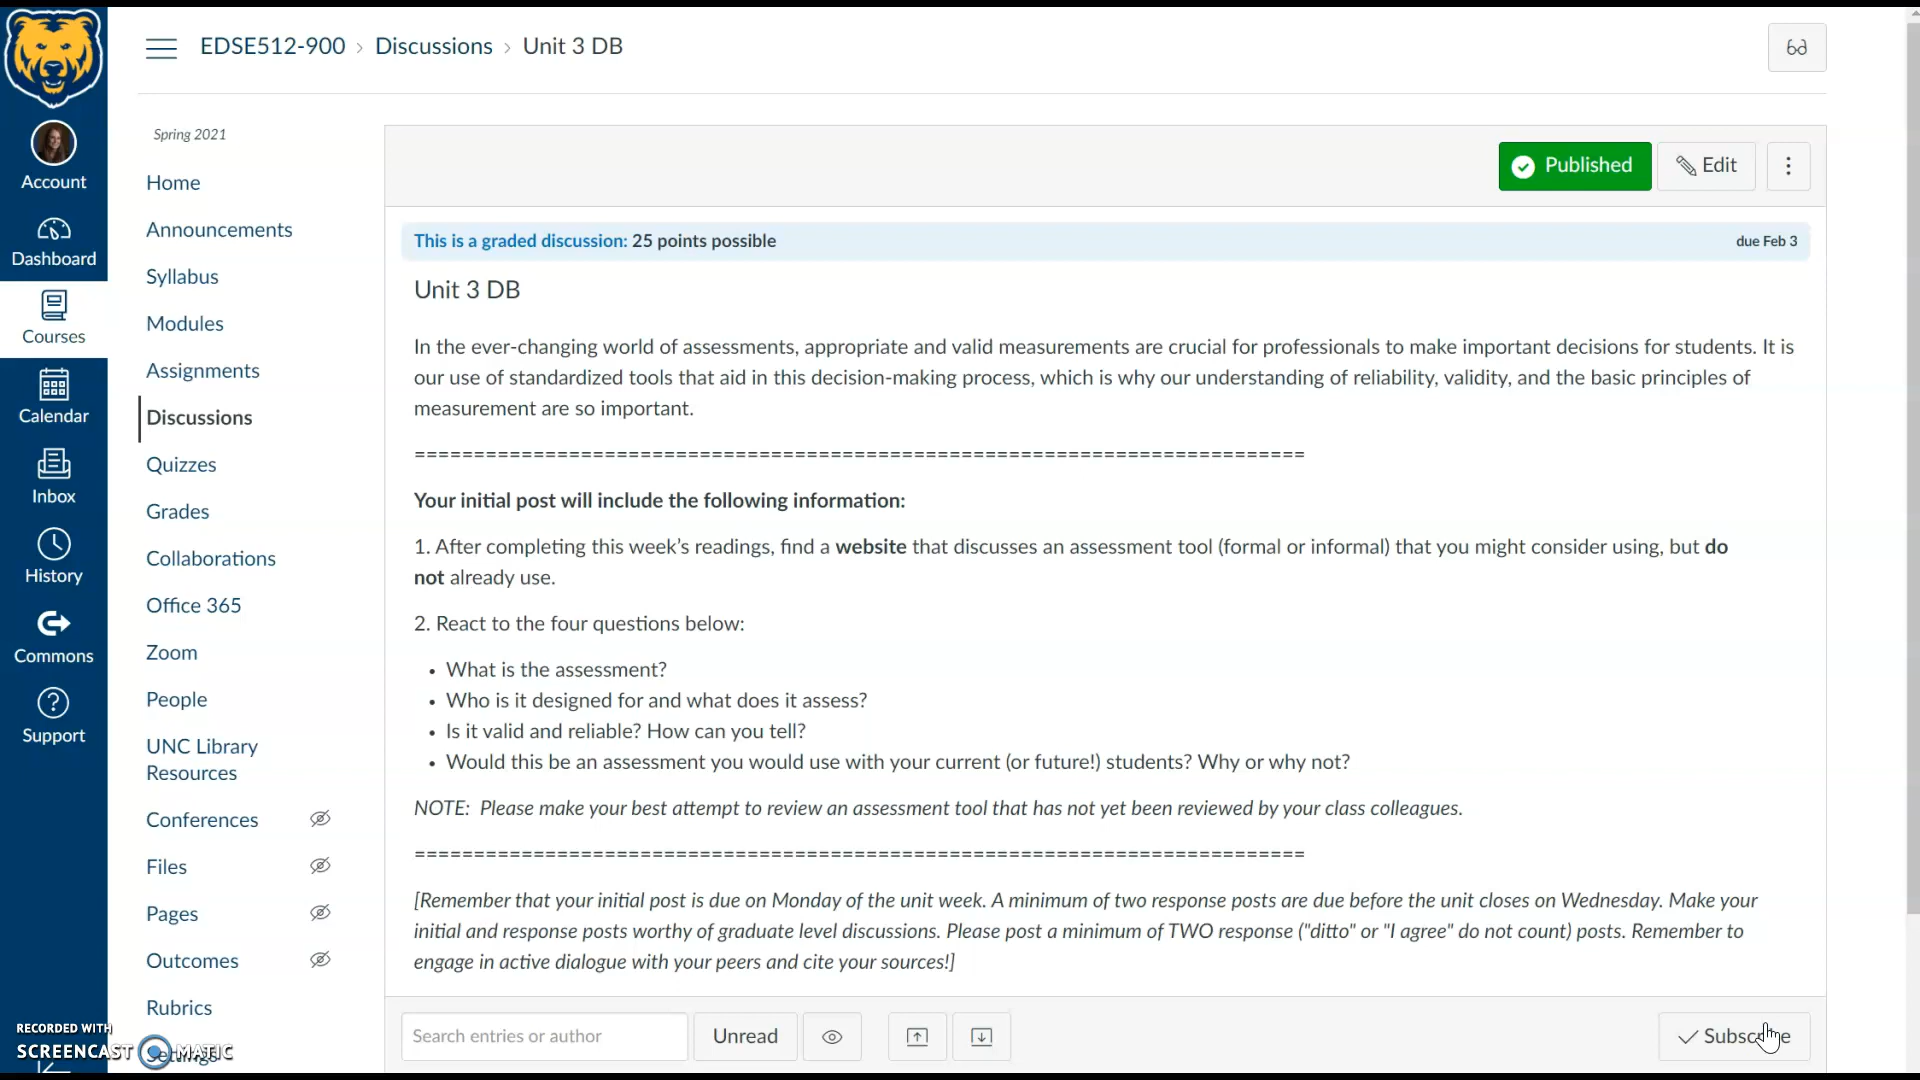 EDSE512-900 › Discussions › Unit 3 DB
Account
Dashboard
Courses
Calendar
Inbox
History
Commons
Support
Spring 2021
Home
Announcements
Syllabus
Modules
Assignments
Discussions
Quizzes
Grades
Collaborations
Office 365
Zoom
People
UNC Library
Resources
Conferences
Files
Pages
Outcomes
Rubrics
Settings
Published
Edit
This is a graded discussion: 25 points possible
due Feb 3
Unit 3 DB
In the ever-changing world of assessments, appropriate and valid measurements are crucial for professionals to make important decisions for students. It is
our use of standardized tools that aid in this decision-making process, which is why our understanding of reliability, validity, and the basic principles of
measurement are so important.
===========================================================================
Your initial post will include the following information:
1. After completing this week's readings, find a website that discusses an assessment tool (formal or informal) that you might consider using, but do
not already use.
2. React to the four questions below:
• What is the assessment?
• Who is it designed for and what does it assess?
• Is it valid and reliable? How can you tell?
• Would this be an assessment you would use with your current (or future!) students? Why or why not?
NOTE: Please make your best attempt to review an assessment tool that has not yet been reviewed by your class colleagues.
===========================================================================
[Remember that your initial post is due on Monday of the unit week. A minimum of two response posts are due before the unit closes on Wednesday. Make your
initial and response posts worthy of graduate level discussions. Please post a minimum of TWO response ("ditto" or "I agree" do not count) posts. Remember to
engage in active dialogue with your peers and cite your sources!]
Search entries or author
Unread
Subscribe
RECORDED WITH
SCREENCAST MATIC